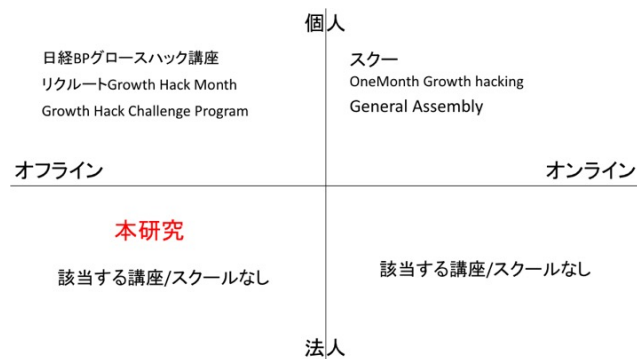 個人
日経BPグロースハック講座
リクルートGrowth Hack Month
Growth Hack Challenge Program
スクー
OneMonth Growth hacking
General Assembly
オフライン
オンライン
本研究
該当する講座/スクールなし
該当する講座/スクールなし
法人